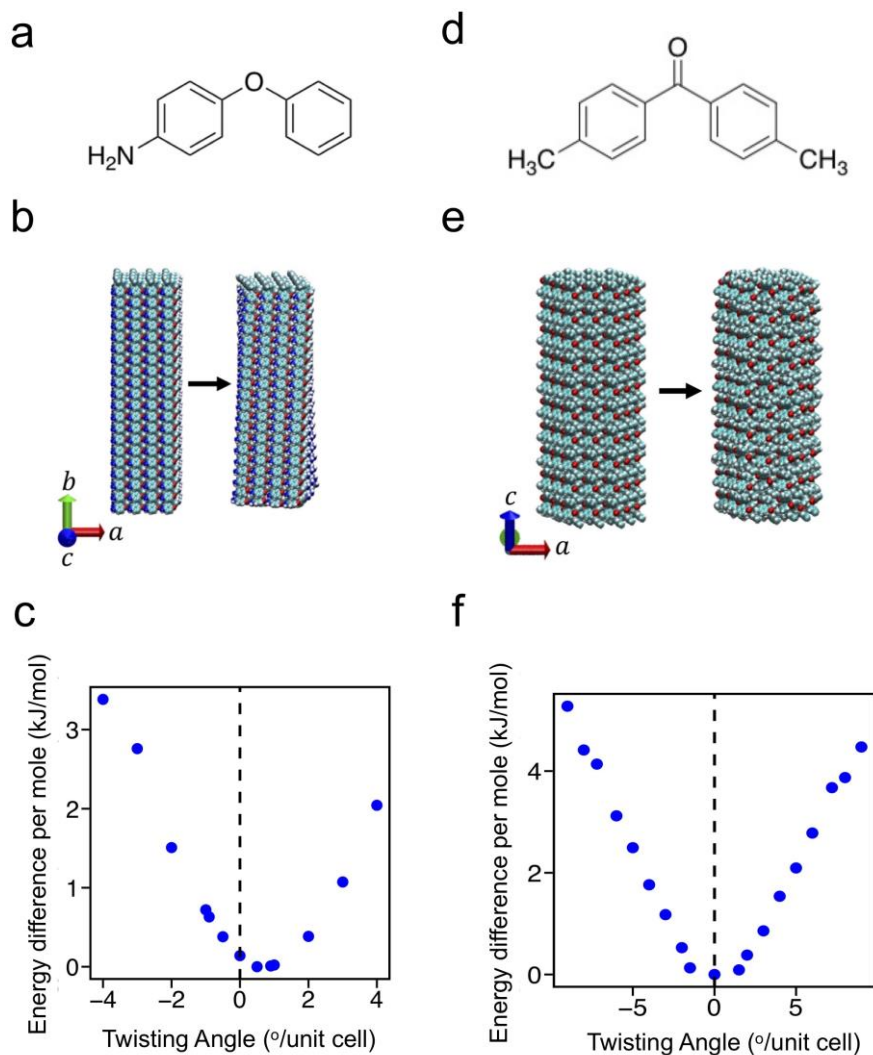 a
O
H₂N
b
b
a
c
c
Energy difference per mole (kJ/mol)
3
2
1
0
−4 −2 0 2 4
Twisting Angle (°/unit cell)
d
O
H₃C CH₃
e
c
a
f
Energy difference per mole (kJ/mol)
4
2
0
−5 0 5
Twisting Angle (°/unit cell)